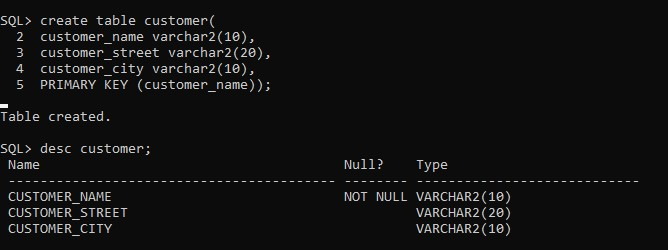 SQL> create table customer(
  2  customer_name varchar2(10),
  3  customer_street varchar2(20),
  4  customer_city varchar2(10),
  5  PRIMARY KEY (customer_name));
Table created.
SQL> desc customer;
 Name                                      Null?    Type
 ----------------------------------------- -------- ----------------------------
 CUSTOMER_NAME                             NOT NULL VARCHAR2(10)
 CUSTOMER_STREET                                    VARCHAR2(20)
 CUSTOMER_CITY                                      VARCHAR2(10)